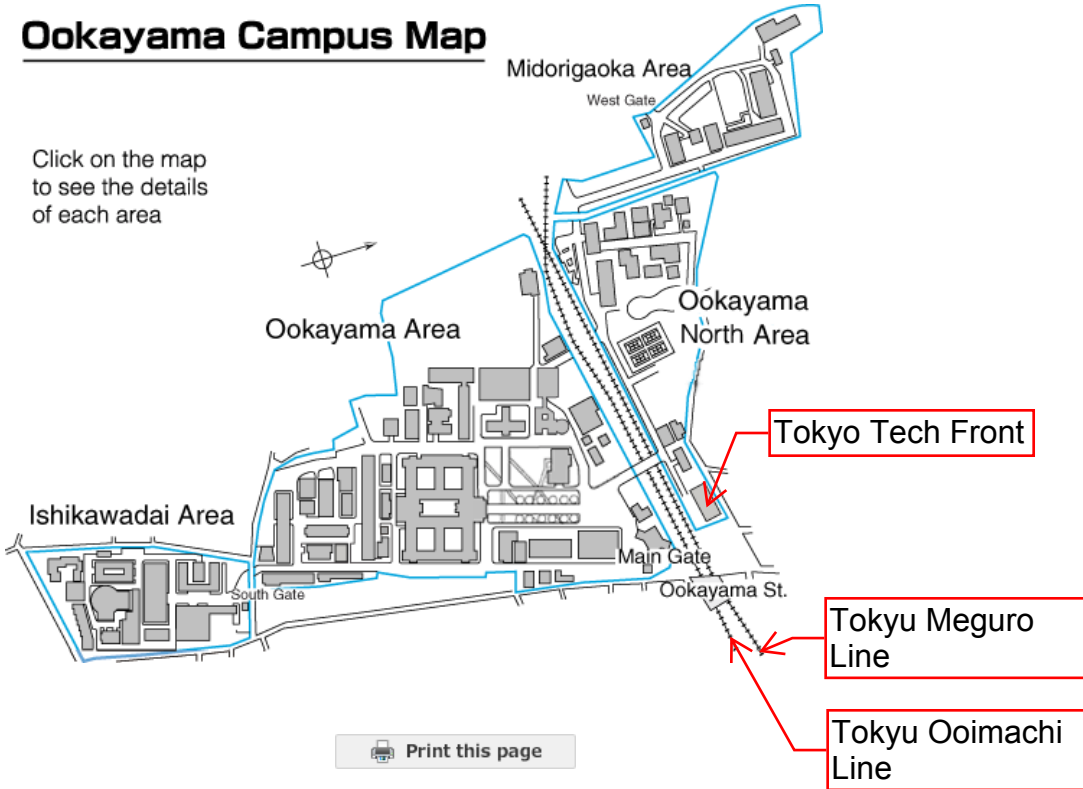 Ookayama Campus Map
Midorigaoka Area
West Gate
Click on the map
to see the details
of each area
Ookayama Area
Ookayama
North Area
Tokyo Tech Front
Ishikawadai Area
Main Gate
South Gate
Ookayama St.
Tokyu Meguro
Line
Tokyu Ooimachi
Line
Print this page